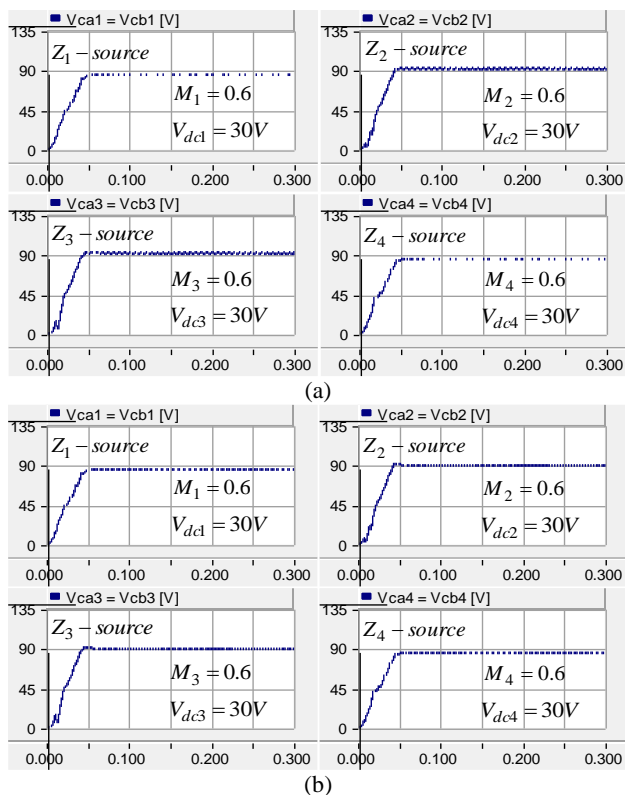 Vca1 = Vcb1 [V]
135
90
45
0
Z1 − source
M1 = 0.6
Vdc1 = 30V
0.000 0.100 0.200 0.300
Vca2 = Vcb2 [V]
135
90
45
0
Z2 − source
M2 = 0.6
Vdc2 = 30V
0.000 0.100 0.200 0.300
Vca3 = Vcb3 [V]
135
90
45
0
Z3 − source
M3 = 0.6
Vdc3 = 30V
0.000 0.100 0.200 0.300
Vca4 = Vcb4 [V]
135
90
45
0
Z4 − source
M4 = 0.6
Vdc4 = 30V
0.000 0.100 0.200 0.300
(a)
Vca1 = Vcb1 [V]
135
90
45
0
Z1 − source
M1 = 0.6
Vdc1 = 30V
0.000 0.100 0.200 0.300
Vca2 = Vcb2 [V]
135
90
45
0
Z2 − source
M2 = 0.6
Vdc2 = 30V
0.000 0.100 0.200 0.300
Vca3 = Vcb3 [V]
135
90
45
0
Z3 − source
M3 = 0.6
Vdc3 = 30V
0.000 0.100 0.200 0.300
Vca4 = Vcb4 [V]
135
90
45
0
Z4 − source
M4 = 0.6
Vdc4 = 30V
0.000 0.100 0.200 0.300
(b)